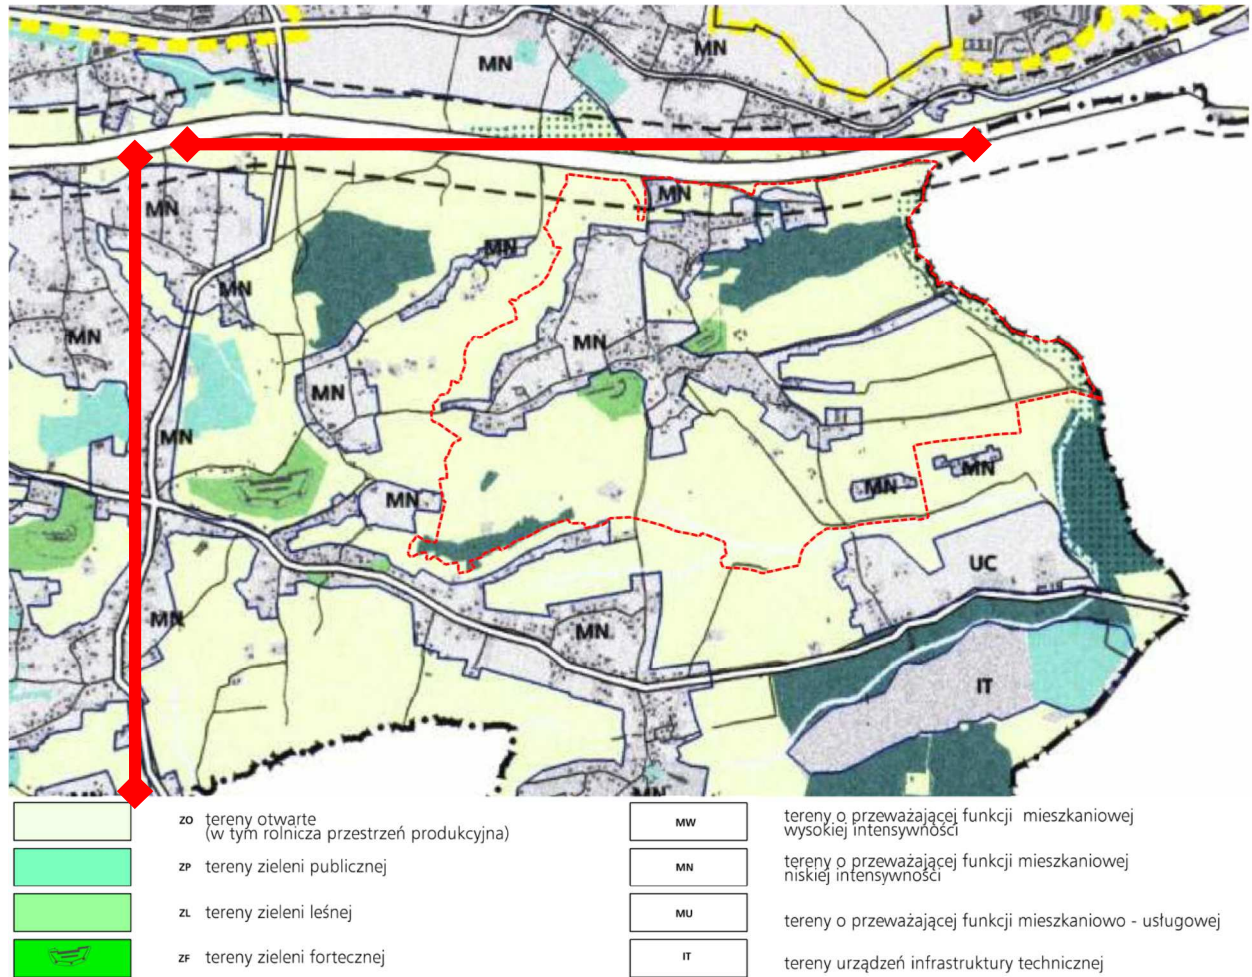 MN
MN
MN
MN
MN
MN
MN
MN
MN
MN
MN
MN
MN
MN
UC
MN
MN
IT
MN
ZO tereny otwarte
(w tym rolnicza przestrzeń produkcyjna)
ZP tereny zieleni publicznej
ZL tereny zieleni leśnej
ZF tereny zieleni fortecznej
MW tereny o przeważającej funkcji mieszkaniowej
wysokiej intensywności
MN tereny o przeważającej funkcji mieszkaniowej
niskiej intensywności
MU tereny o przeważającej funkcji mieszkaniowo - usługowej
IT tereny urządzeń infrastruktury technicznej